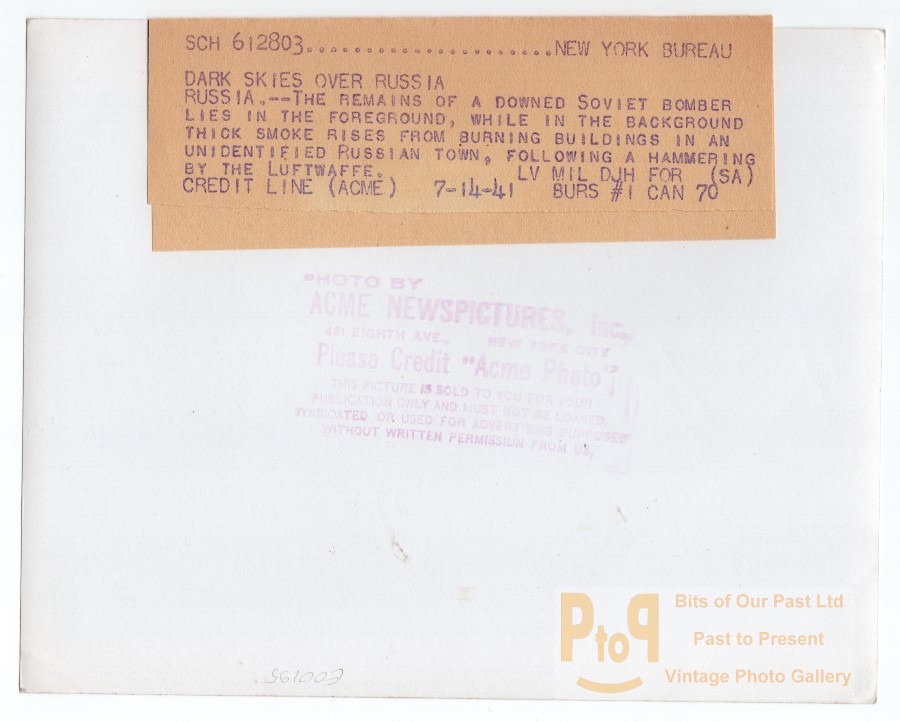 SCH 612803......................NEW YORK BUREAU
DARK SKIES OVER RUSSIA
RUSSIA.--THE REMAINS OF A DOWNED SOVIET BOMBER
LIES IN THE FOREGROUND, WHILE IN THE BACKGROUND
THICK SMOKE RISES FROM BURNING BUILDINGS IN AN
UNIDENTIFIED RUSSIAN TOWN, FOLLOWING A HAMMERING
BY THE LUFTWAFFE. LV MIL DJH FOR (SA)
CREDIT LINE (ACME) 7-14-41 BURS #1 CAN 70
PHOTO BY
ACME NEWSPICTURES, INC.,
461 EIGHTH AVE., NEW YORK CITY
Please Credit "Acme Photo"
THIS PICTURE IS SOLD TO YOU FOR YOUR
PUBLICATION ONLY AND MUST NOT BE LOANED,
SYNDICATED OR USED FOR ADVERTISING PURPOSES
WITHOUT WRITTEN PERMISSION FROM US,
E00195
PtoP
Bits of Our Past Ltd
Past to Present
Vintage Photo Gallery